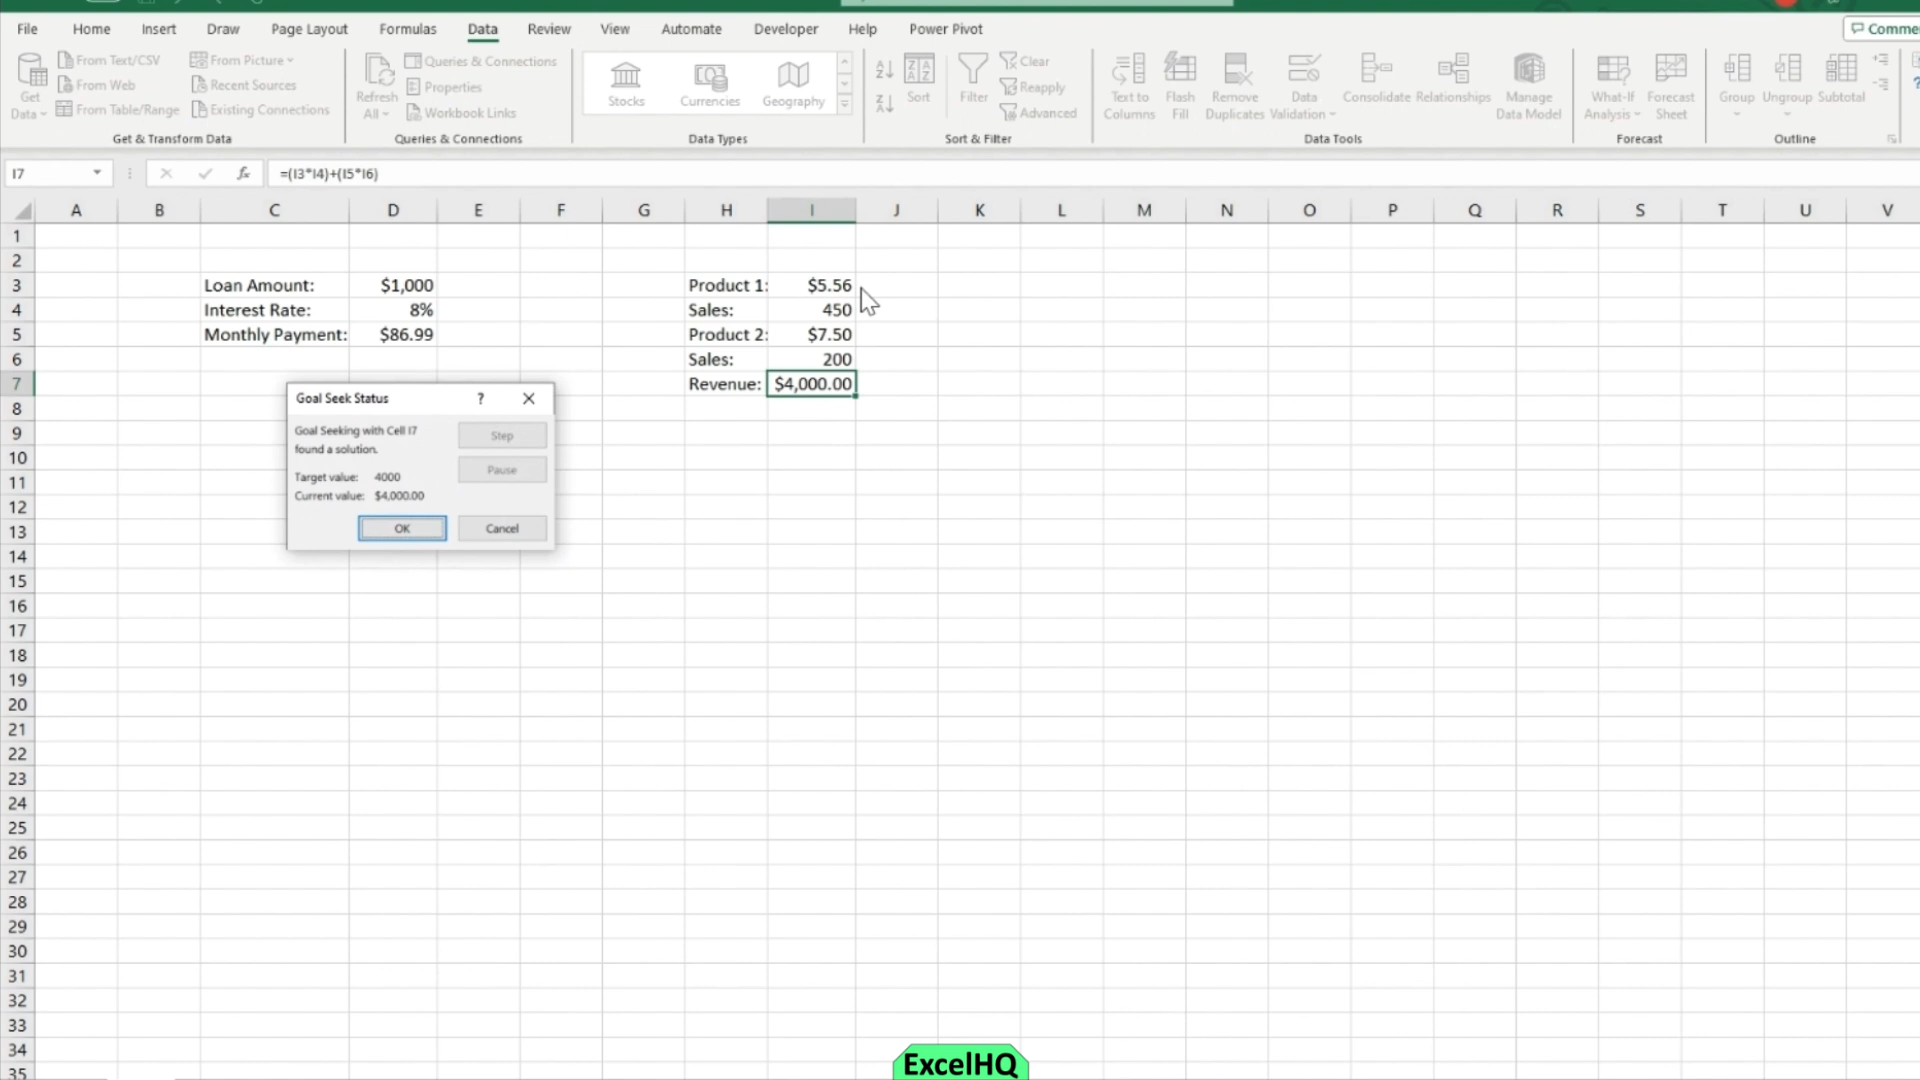 File Home Insert Draw Page Layout Formulas Data Review View Automate Developer Help Power Pivot
Get Data
From Text/CSV
From Web
From Table/Range
From Picture
Recent Sources
Existing Connections
Get & Transform Data
Refresh All
Queries & Connections
Properties
Workbook Links
Queries & Connections
Stocks
Currencies
Geography
Data Types
Sort
Filter
Clear
Reapply
Advanced
Sort & Filter
Text to Columns
Flash Fill
Remove Duplicates
Data Validation
Consolidate
Relationships
Manage Data Model
Data Tools
What-If Analysis
Forecast Sheet
Forecast
Group
Ungroup
Subtotal
Outline
I7
fx
=(I3*I4)+(I5*I6)
A B C D E F G H I J K L M N O P Q R S T U V
1
2
3 Loan Amount: $1,000 Product 1: $5.56
4 Interest Rate: 8% Sales: 450
5 Monthly Payment: $86.99 Product 2: $7.50
6 Sales: 200
7 Revenue: $4,000.00
8
9
10
11
12
13
14
15
16
17
18
19
20
21
22
23
24
25
26
27
28
29
30
31
32
33
34
35
Goal Seek Status ?
Goal Seeking with Cell I7
found a solution.
Target value: 4000
Current value: $4,000.00
Step
Pause
OK
Cancel
ExcelHQ